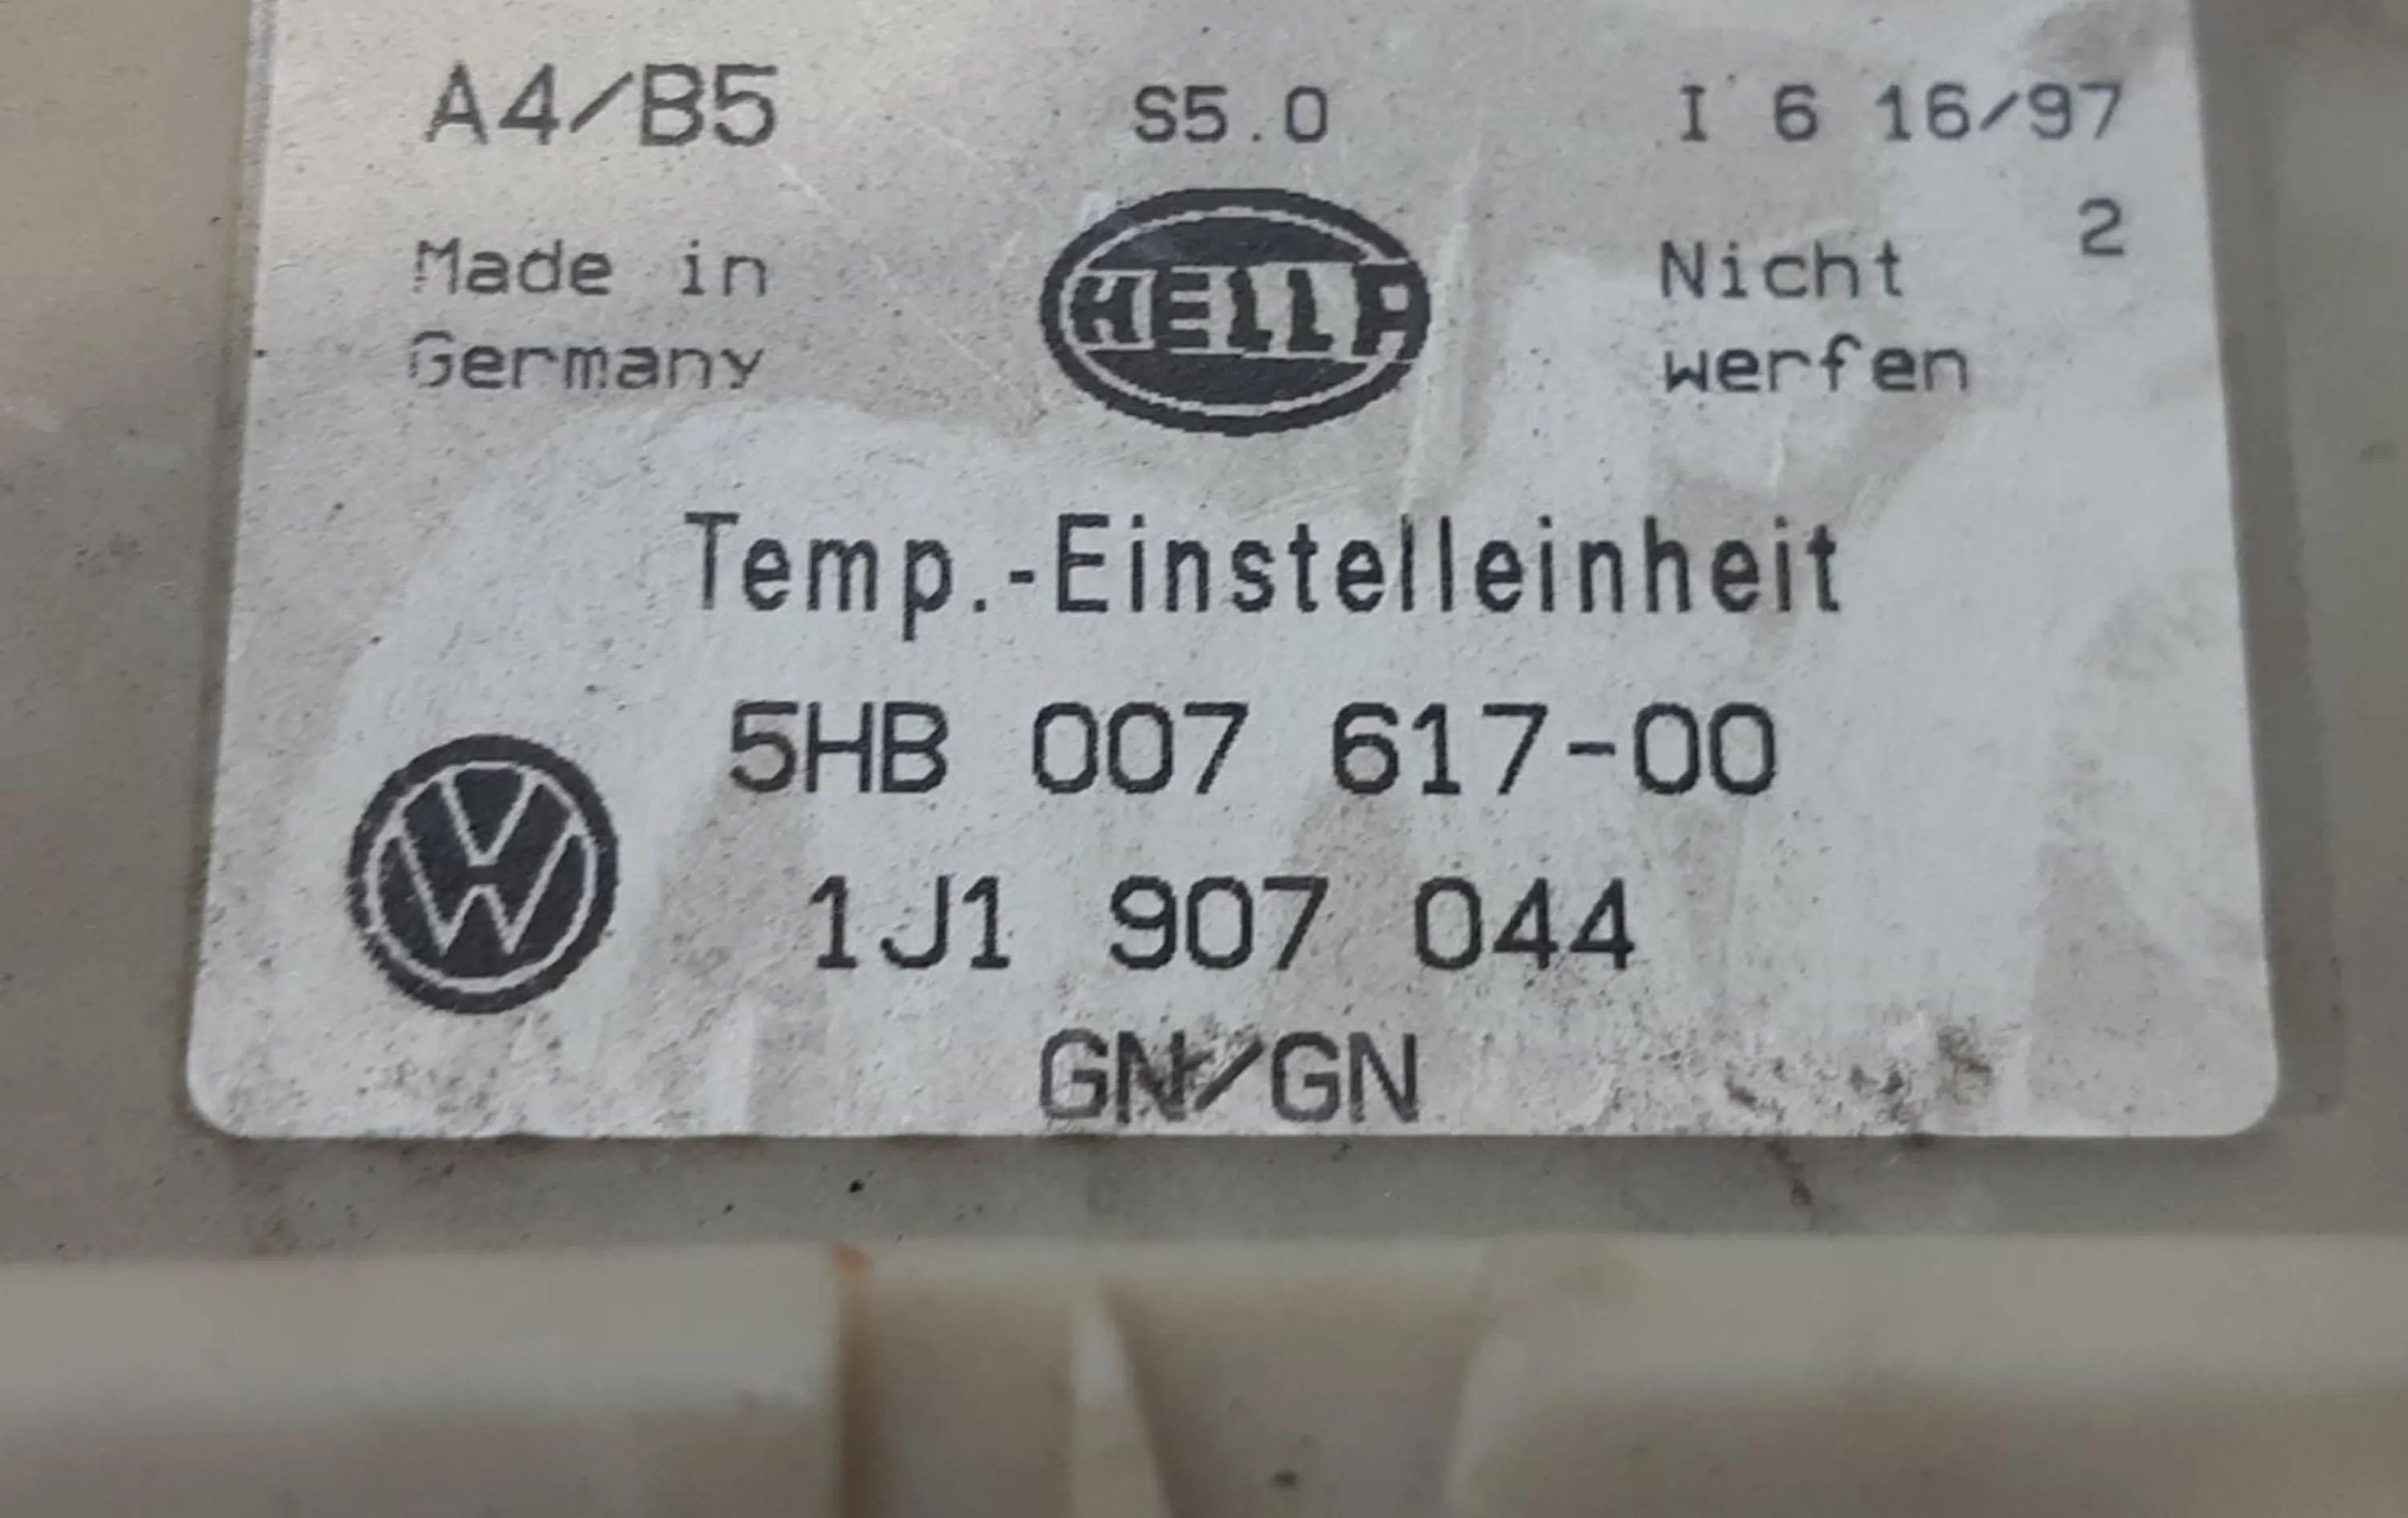 A4/B5 S5.0 I 6 16/97
2
Made in HELLA Nicht
Germany werfen
Temp.-Einstelleinheit
5HB 007 617-00
VW 1J1 907 044
GN/GN